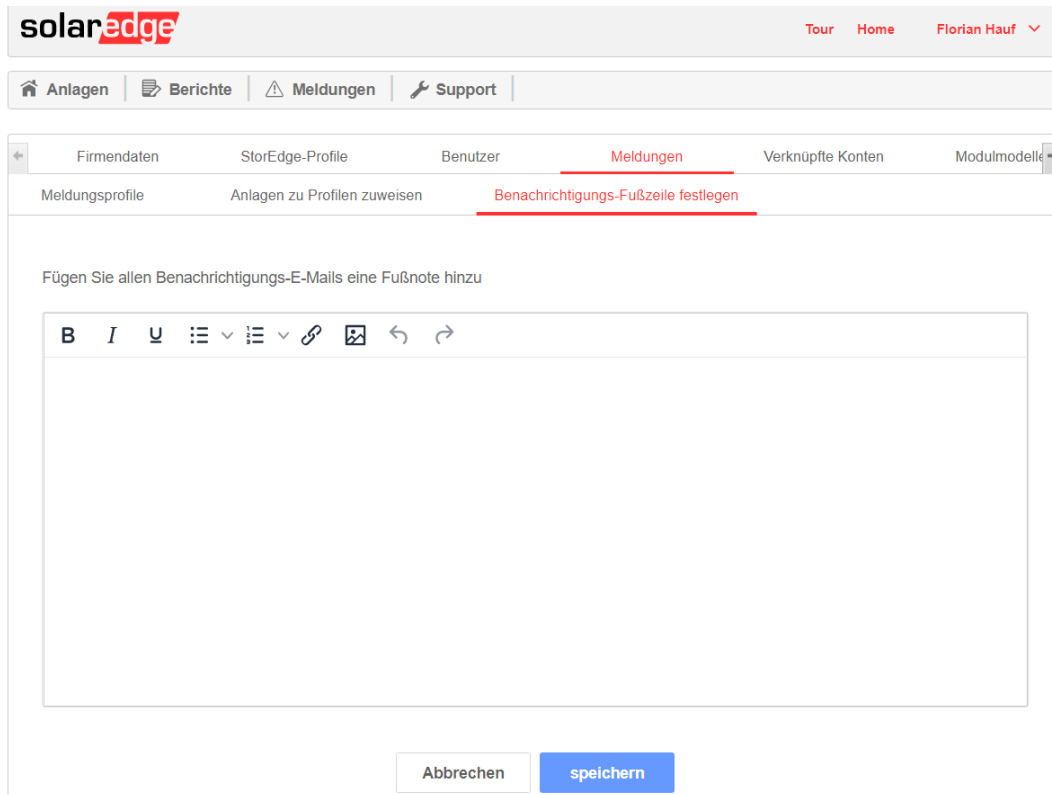 solaredge
Tour Home Florian Hauf
Anlagen Berichte Meldungen Support
Firmendaten StorEdge-Profile Benutzer Meldungen Verknüpfte Konten Modulmodelle
Meldungsprofile Anlagen zu Profilen zuweisen Benachrichtigungs-Fußzeile festlegen
Fügen Sie allen Benachrichtigungs-E-Mails eine Fußnote hinzu
B I U
Abbrechen speichern